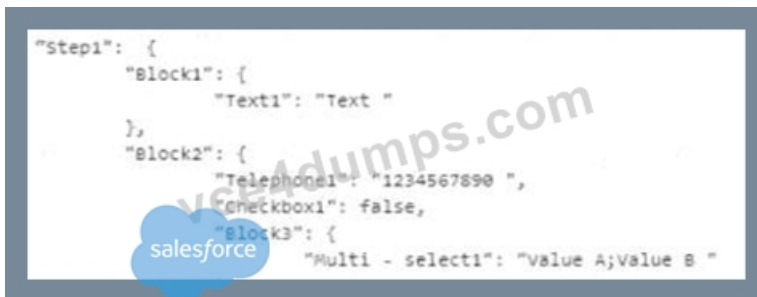 "Step1": {
"Block1": {
"Text1": "Text "
},
"Block2": {
"Telephone1": "1234567890 ",
"Checkbox1": false,
"Block3": {
"Multi - select1": "Value A;Value B "
vce4dumps.com
salesforce